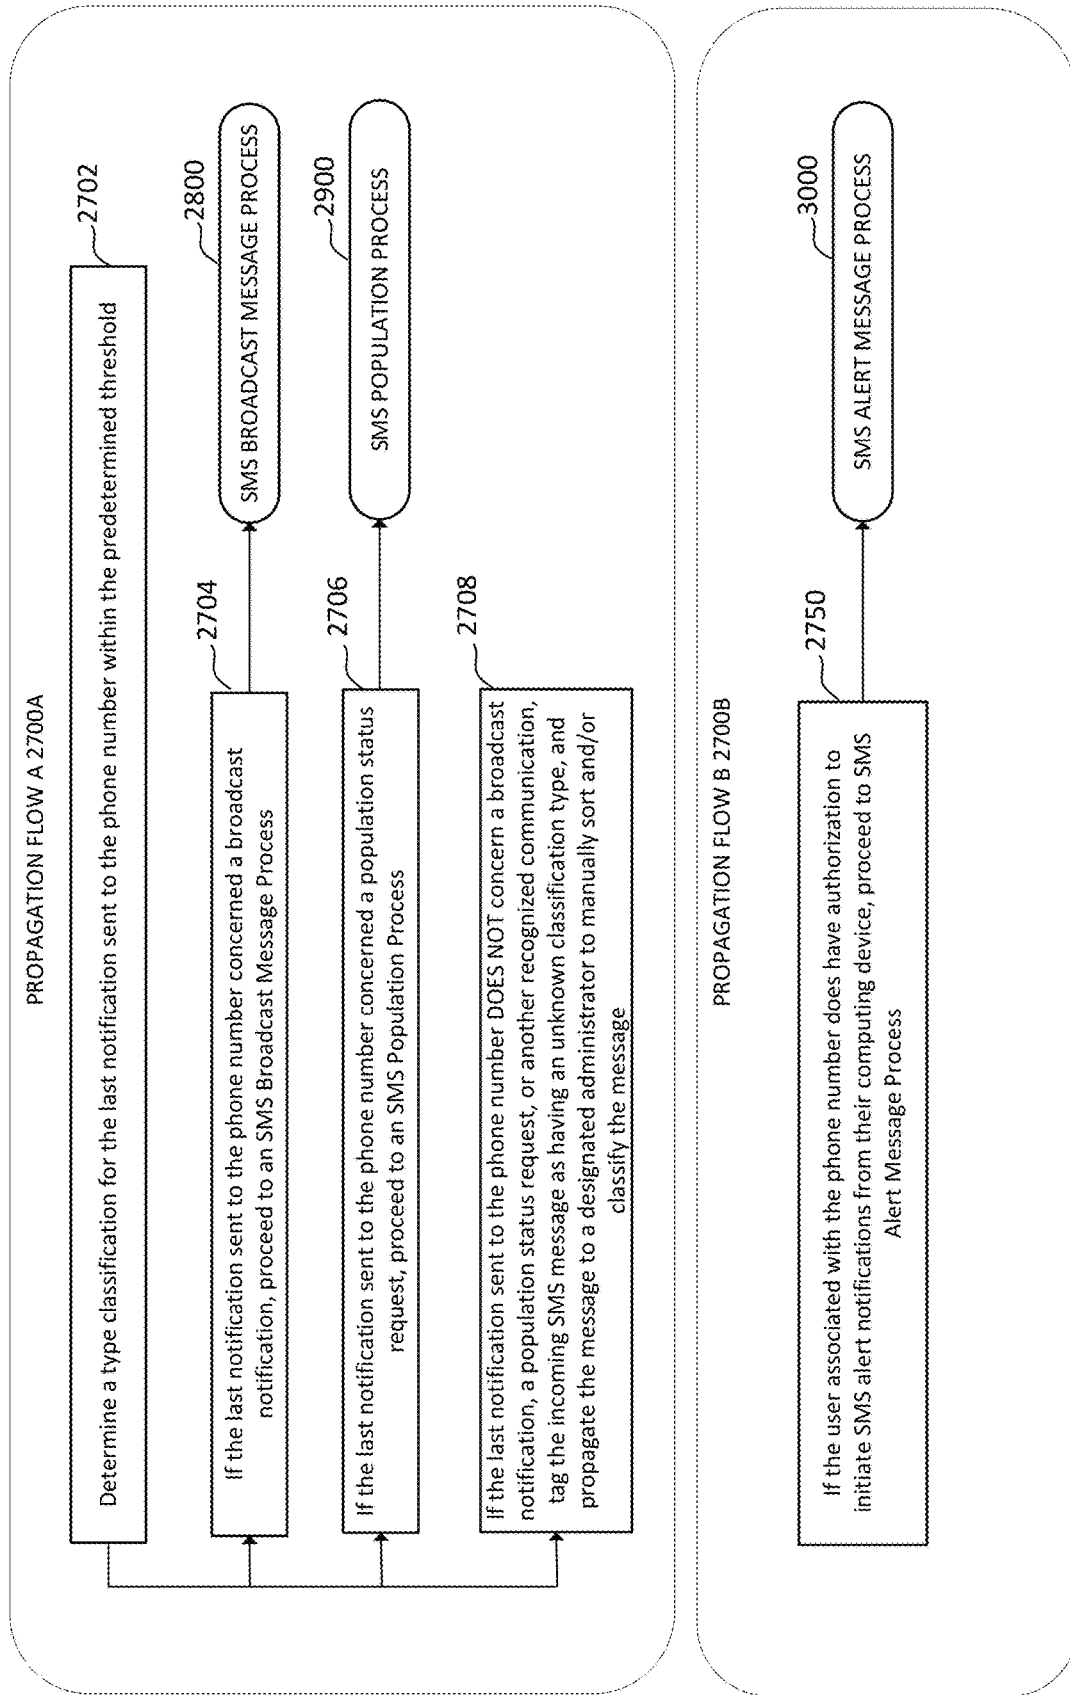 PROPAGATION FLOW A 2700A
2702
Determine a type classification for the last notification sent to the phone number within the predetermined threshold
2704
If the last notification sent to the phone number concerned a broadcast
notification, proceed to an SMS Broadcast Message Process
2800
SMS BROADCAST MESSAGE PROCESS
2706
If the last notification sent to the phone number concerned a population status
request, proceed to an SMS Population Process
2900
SMS POPULATION PROCESS
2708
If the last notification sent to the phone number DOES NOT concern a broadcast
notification, a population status request, or another recognized communication,
tag the incoming SMS message as having an unknown classification type, and
propagate the message to a designated administrator to manually sort and/or
classify the message
PROPAGATION FLOW B 2700B
2750
If the user associated with the phone number does have authorization to
initiate SMS alert notifications from their computing device, proceed to SMS
Alert Message Process
3000
SMS ALERT MESSAGE PROCESS